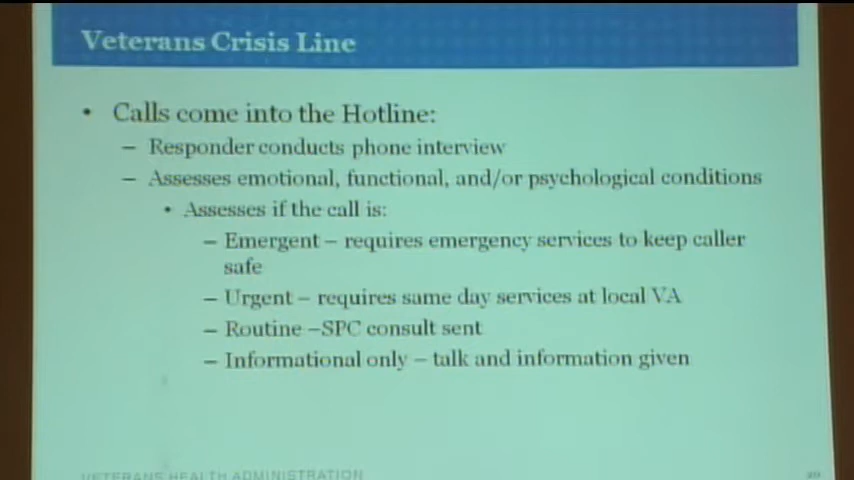 Veterans Crisis Line
• Calls come into the Hotline:
– Responder conducts phone interview
– Assesses emotional, functional, and/or psychological conditions
• Assesses if the call is:
– Emergent – requires emergency services to keep caller
safe
– Urgent – requires same day services at local VA
– Routine –SPC consult sent
– Informational only – talk and information given
VETERANS HEALTH ADMINISTRATION